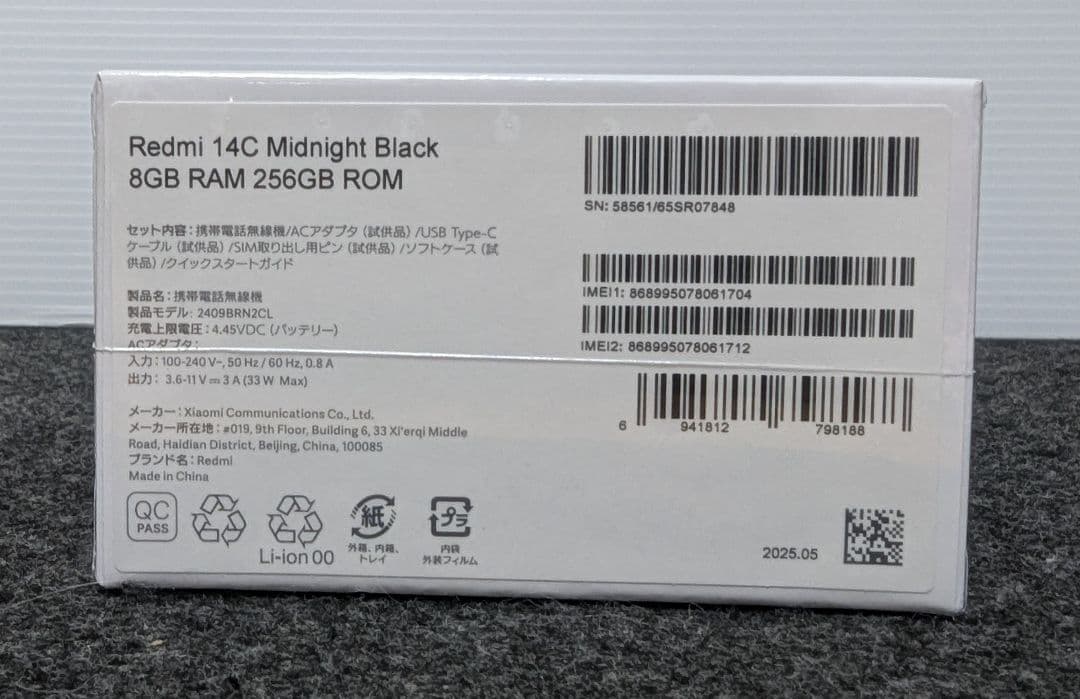 Redmi 14C Midnight Black
8GB RAM 256GB ROM
セット内容：携帯電話無線機/ACアダプタ（試供品）/USB Type-C
ケーブル（試供品）/SIM取り出し用ピン（試供品）/ソフトケース（試
供品）/クイックスタートガイド
製品名：携帯電話無線機
製品モデル: 2409BRN2CL
充電上限電圧：4.45VDC (バッテリー)
ACアダプタ：
入力：100-240 V~, 50 Hz / 60 Hz, 0.8 A
出力： 3.6-11 V⎓3 A (33 W Max)
メーカー：Xiaomi Communications Co., Ltd.
メーカー所在地：#019, 9th Floor, Building 6, 33 Xi'erqi Middle
Road, Haidian District, Beijing, China, 100085
ブランド名：Redmi
Made in China
QC
PASS
Li-ion 00
紙
外箱、内箱、
トレイ
プラ
内袋
外装フィルム
SN: 58561/65SR07848
IMEI1: 868995078061704
IMEI2: 868995078061712
6 941812 798188
2025.05